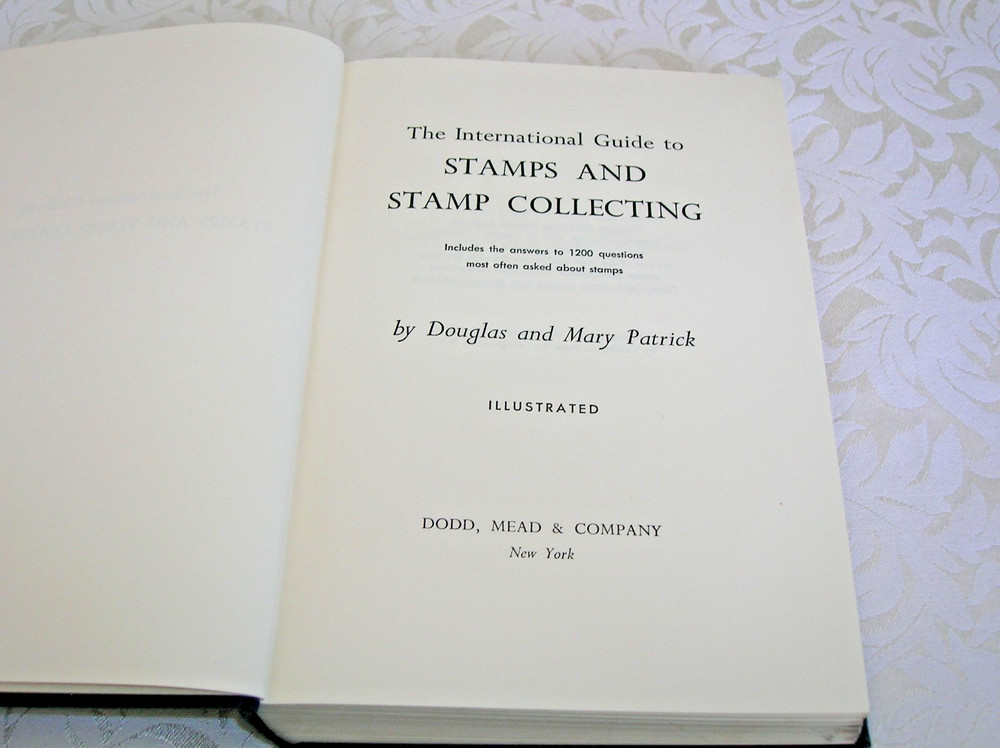 The International Guide to
STAMPS AND
STAMP COLLECTING
Includes the answers to 1200 questions
most often asked about stamps
by Douglas and Mary Patrick
ILLUSTRATED
DODD, MEAD & COMPANY
New York